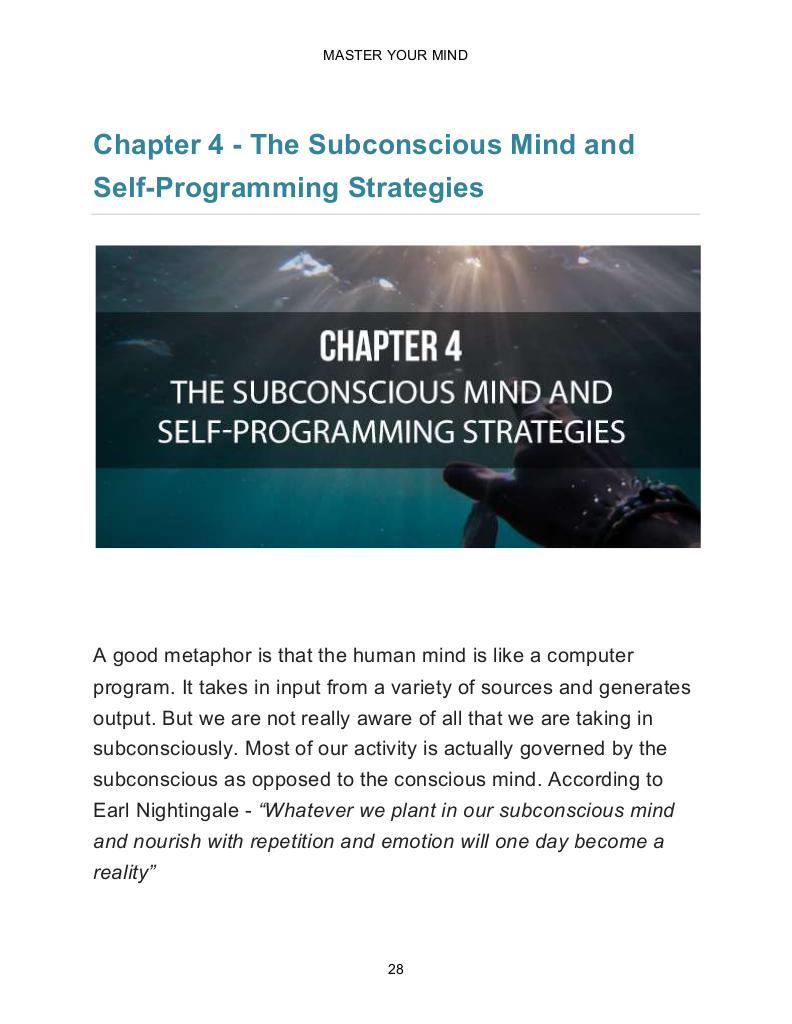 MASTER YOUR MIND
Chapter 4 - The Subconscious Mind and
Self-Programming Strategies
CHAPTER 4
THE SUBCONSCIOUS MIND AND
SELF-PROGRAMMING STRATEGIES
A good metaphor is that the human mind is like a computer
program. It takes in input from a variety of sources and generates
output. But we are not really aware of all that we are taking in
subconsciously. Most of our activity is actually governed by the
subconscious as opposed to the conscious mind. According to
Earl Nightingale - “Whatever we plant in our subconscious mind
and nourish with repetition and emotion will one day become a
reality”
28